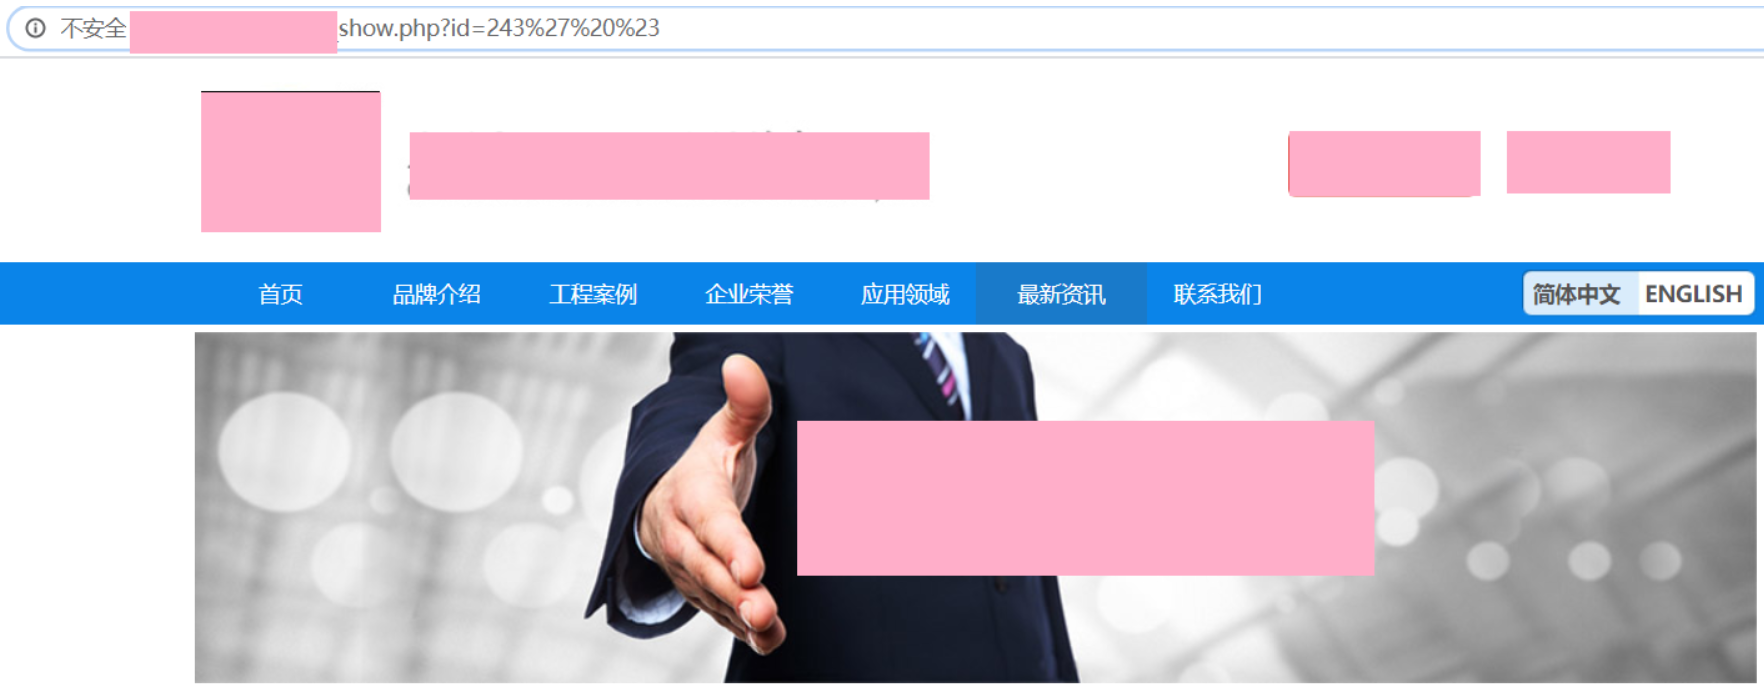 不安全 show.php?id=243%27%20%23
首页 品牌介绍 工程案例 企业荣誉 应用领域 最新资讯 联系我们 简体中文 ENGLISH